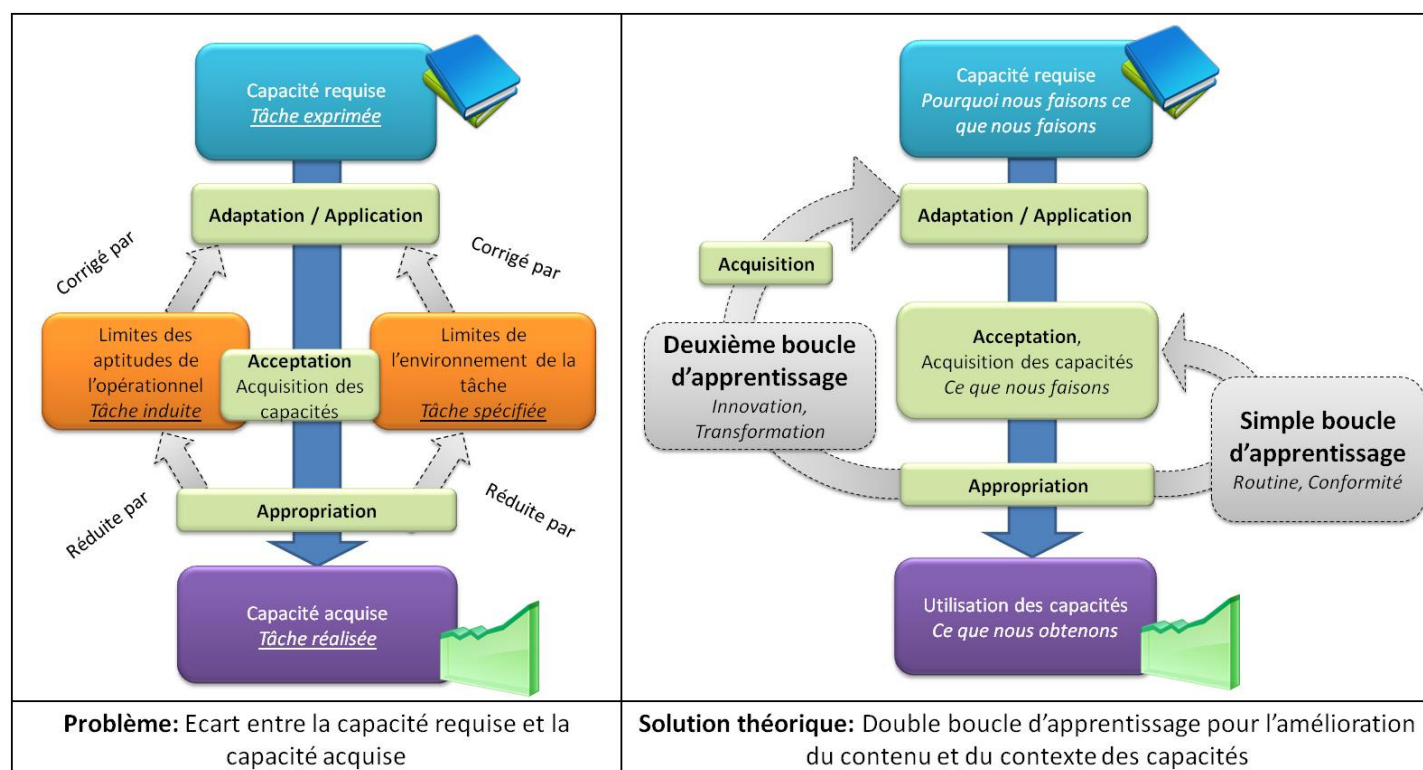 Capacité requise
Tâche exprimée
Adaptation / Application
Corrigé par
Corrigé par
Limites des
aptitudes de
l'opérationnel
Tâche induite
Acceptation
Acquisition des
capacités
Limites de
l'environnement de la
tâche
Tâche spécifiée
Réduite par
Réduite par
Appropriation
Capacité acquise
Tâche réalisée
Problème: Ecart entre la capacité requise et la
capacité acquise
Capacité requise
Pourquoi nous faisons ce
que nous faisons
Adaptation / Application
Acquisition
Deuxième boucle
d'apprentissage
Innovation,
Transformation
Acceptation,
Acquisition des capacités
Ce que nous faisons
Simple boucle
d'apprentissage
Routine, Conformité
Appropriation
Utilisation des capacités
Ce que nous obtenons
Solution théorique: Double boucle d'apprentissage pour l'amélioration
du contenu et du contexte des capacités